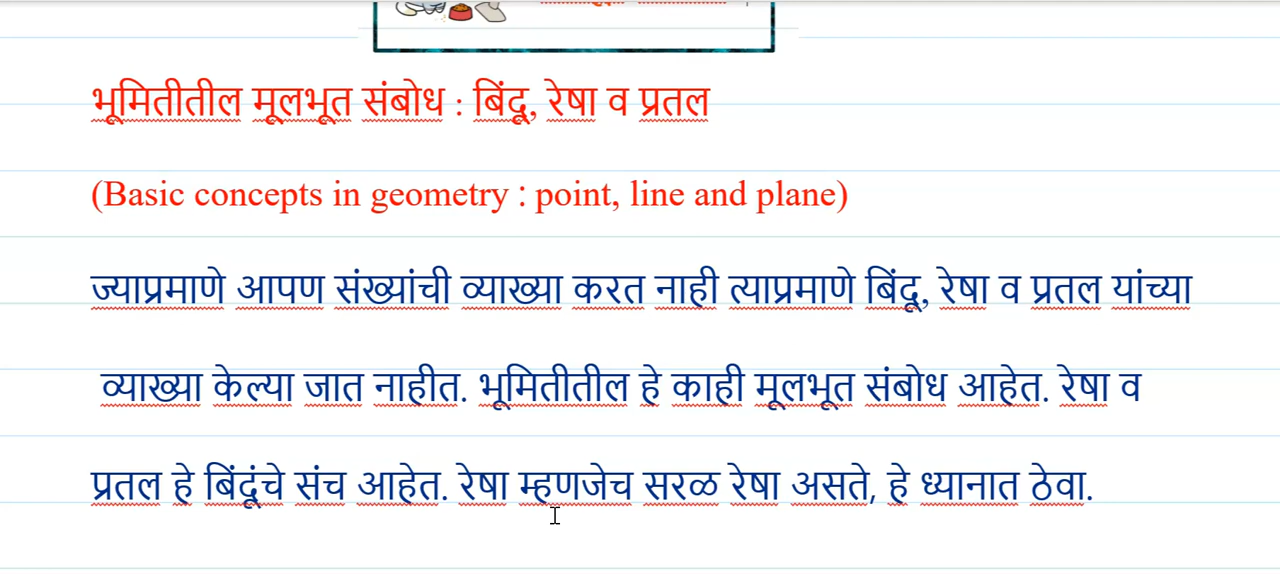 भूमितीतील मूलभूत संबोध : बिंदू, रेषा व प्रतल
(Basic concepts in geometry : point, line and plane)
ज्याप्रमाणे आपण संख्यांची व्याख्या करत नाही त्याप्रमाणे बिंदू, रेषा व प्रतल यांच्या
व्याख्या केल्या जात नाहीत. भूमितीतील हे काही मूलभूत संबोध आहेत. रेषा व
प्रतल हे बिंदूंचे संच आहेत. रेषा म्हणजेच सरळ रेषा असते, हे ध्यानात ठेवा.